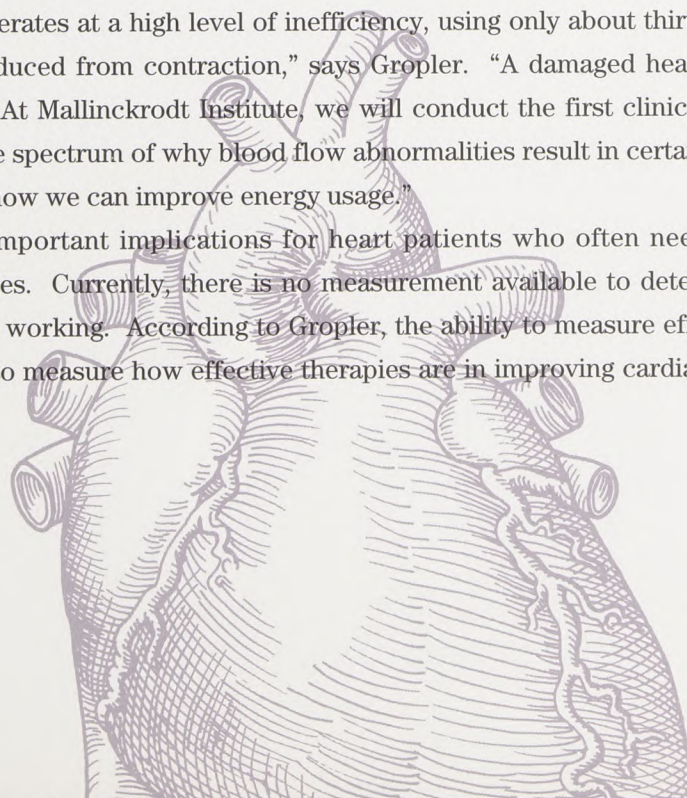 erates at a high level of inefficiency, using only about thir
duced from contraction,” says Gropler. “A damaged hea
At Mallinckrodt Institute, we will conduct the first clinic
e spectrum of why blood flow abnormalities result in certa
now we can improve energy usage.”
mportant implications for heart patients who often nee
es. Currently, there is no measurement available to dete
working. According to Gropler, the ability to measure ef
o measure how effective therapies are in improving cardia